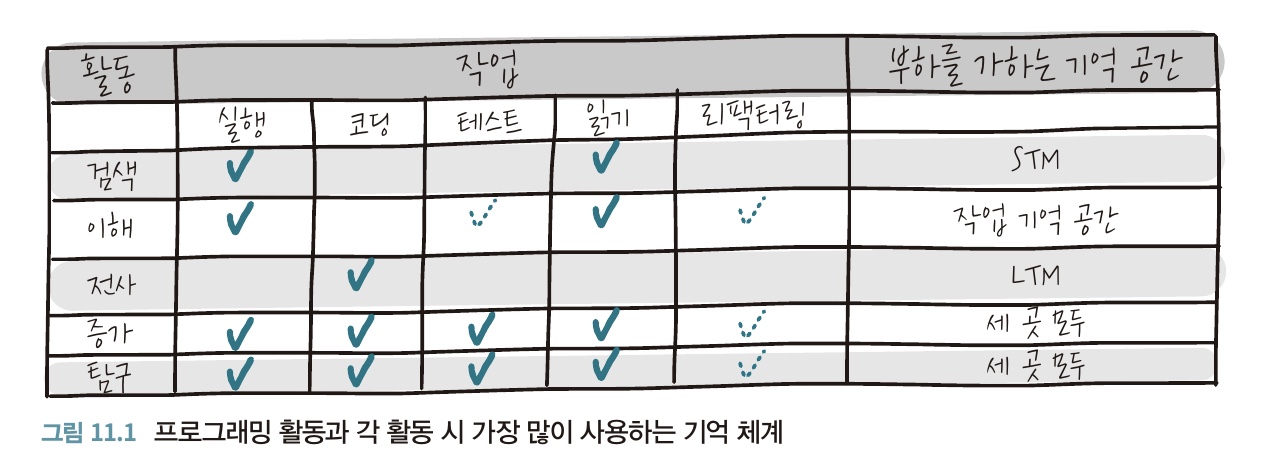 활동 작업 부하를 가하는 기억 공간
실행 코딩 테스트 읽기 리팩터링
검색 ✔ ✔ STM
이해 ✔ ✔ ✔ ✔ 작업 기억 공간
전사 ✔ LTM
증가 ✔ ✔ ✔ ✔ ✔ 세 곳 모두
탐구 ✔ ✔ ✔ ✔ ✔ 세 곳 모두
그림 11.1 프로그래밍 활동과 각 활동 시 가장 많이 사용하는 기억 체계